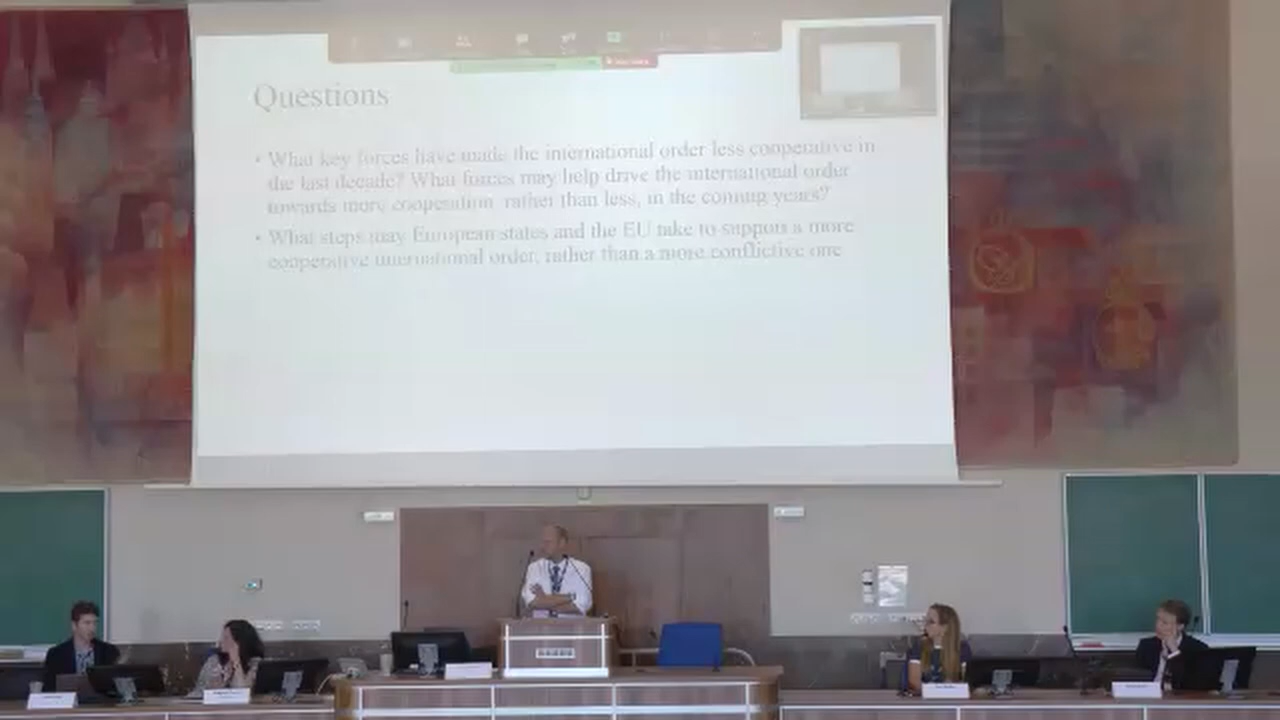 Questions
• What key forces have made the international order less cooperative in
the last decade? What forces may help drive the international order
towards more cooperation, rather than less, in the coming years?
• What steps may European states and the EU take to support a more
cooperative international order, rather than a more conflictive one